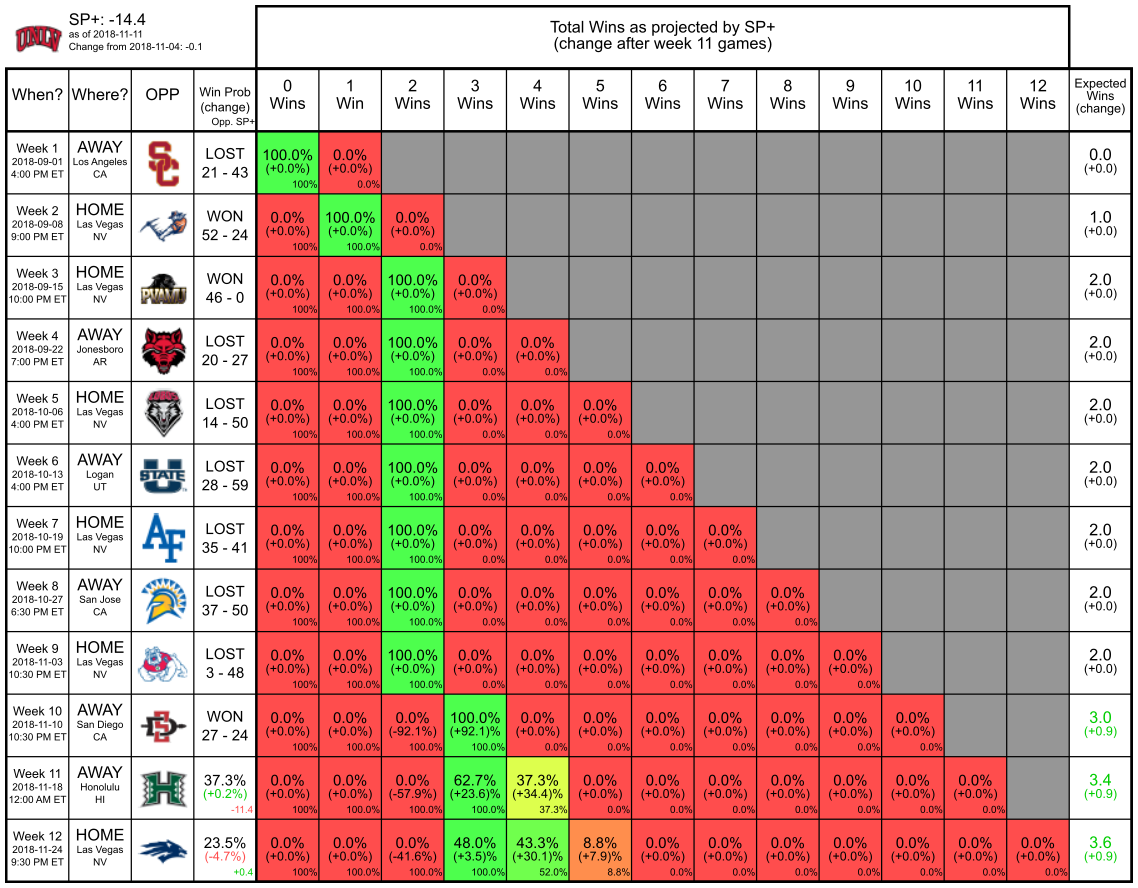 UNLV
SP+: -14.4
as of 2018-11-11
Change from 2018-11-04: -0.1
Total Wins as projected by SP+
(change after week 11 games)
When? Where? OPP Win Prob (change) Opp. SP+ 0 Wins 1 Win 2 Wins 3 Wins 4 Wins 5 Wins 6 Wins 7 Wins 8 Wins 9 Wins 10 Wins 11 Wins 12 Wins Expected Wins (change)
Week 1 AWAY LOST 100.0% 0.0% 0.0
2018-09-01 Los Angeles SC (+0.0%) (+0.0%) (+0.0)
4:00 PM ET CA 21 - 43 100% 0.0%
Week 2 HOME WON 0.0% 100.0% 0.0% 1.0
2018-09-08 Las Vegas (+0.0%) (+0.0%) (+0.0%) (+0.0)
9:00 PM ET NV 52 - 24 100% 100.0% 0.0%
Week 3 HOME WON 0.0% 0.0% 100.0% 0.0% 2.0
2018-09-15 Las Vegas PVAMU (+0.0%) (+0.0%) (+0.0%) (+0.0%) (+0.0)
10:00 PM ET NV 46 - 0 100% 100.0% 100.0% 0.0%
Week 4 AWAY LOST 0.0% 0.0% 100.0% 0.0% 0.0% 2.0
2018-09-22 Jonesboro (+0.0%) (+0.0%) (+0.0%) (+0.0%) (+0.0%) (+0.0)
7:00 PM ET AR 20 - 27 100% 100.0% 100.0% 0.0% 0.0%
Week 5 HOME LOST 0.0% 0.0% 100.0% 0.0% 0.0% 0.0% 2.0
2018-10-06 Las Vegas (+0.0%) (+0.0%) (+0.0%) (+0.0%) (+0.0%) (+0.0%) (+0.0)
4:00 PM ET NV 14 - 50 100% 100.0% 100.0% 0.0% 0.0% 0.0%
Week 6 AWAY LOST 0.0% 0.0% 100.0% 0.0% 0.0% 0.0% 0.0% 2.0
2018-10-13 Logan U STATE (+0.0%) (+0.0%) (+0.0%) (+0.0%) (+0.0%) (+0.0%) (+0.0%) (+0.0)
4:00 PM ET UT 28 - 59 100% 100.0% 100.0% 0.0% 0.0% 0.0% 0.0%
Week 7 HOME LOST 0.0% 0.0% 100.0% 0.0% 0.0% 0.0% 0.0% 0.0% 2.0
2018-10-19 Las Vegas AF (+0.0%) (+0.0%) (+0.0%) (+0.0%) (+0.0%) (+0.0%) (+0.0%) (+0.0%) (+0.0)
10:00 PM ET NV 35 - 41 100% 100.0% 100.0% 0.0% 0.0% 0.0% 0.0% 0.0%
Week 8 AWAY LOST 0.0% 0.0% 100.0% 0.0% 0.0% 0.0% 0.0% 0.0% 0.0% 2.0
2018-10-27 San Jose (+0.0%) (+0.0%) (+0.0%) (+0.0%) (+0.0%) (+0.0%) (+0.0%) (+0.0%) (+0.0%) (+0.0)
6:30 PM ET CA 37 - 50 100% 100.0% 100.0% 0.0% 0.0% 0.0% 0.0% 0.0% 0.0%
Week 9 HOME LOST 0.0% 0.0% 100.0% 0.0% 0.0% 0.0% 0.0% 0.0% 0.0% 0.0% 2.0
2018-11-03 Las Vegas (+0.0%) (+0.0%) (+0.0%) (+0.0%) (+0.0%) (+0.0%) (+0.0%) (+0.0%) (+0.0%) (+0.0%) (+0.0)
10:30 PM ET NV 3 - 48 100% 100.0% 100.0% 0.0% 0.0% 0.0% 0.0% 0.0% 0.0% 0.0%
Week 10 AWAY WON 0.0% 0.0% 0.0% 100.0% 0.0% 0.0% 0.0% 0.0% 0.0% 0.0% 0.0% 3.0
2018-11-10 San Diego SD (+0.0%) (+0.0%) (-92.1%) (+92.1)% (+0.0%) (+0.0%) (+0.0%) (+0.0%) (+0.0%) (+0.0%) (+0.0%) (+0.9)
10:30 PM ET CA 27 - 24 100% 100.0% 100.0% 100.0% 0.0% 0.0% 0.0% 0.0% 0.0% 0.0% 0.0%
Week 11 AWAY 37.3% 0.0% 0.0% 0.0% 62.7% 37.3% 0.0% 0.0% 0.0% 0.0% 0.0% 0.0% 0.0% 3.4
2018-11-18 Honolulu H (+0.2%) (+0.0%) (+0.0%) (-57.9%) (+23.6)% (+34.4)% (+0.0%) (+0.0%) (+0.0%) (+0.0%) (+0.0%) (+0.0%) (+0.0%) (+0.9)
12:00 AM ET HI -11.4 100% 100.0% 100.0% 100.0% 37.3% 0.0% 0.0% 0.0% 0.0% 0.0% 0.0% 0.0%
Week 12 HOME 23.5% 0.0% 0.0% 0.0% 48.0% 43.3% 8.8% 0.0% 0.0% 0.0% 0.0% 0.0% 0.0% 0.0% 3.6
2018-11-24 Las Vegas (-4.7%) (+0.0%) (+0.0%) (-41.6%) (+3.5)% (+30.1)% (+7.9)% (+0.0%) (+0.0%) (+0.0%) (+0.0%) (+0.0%) (+0.0%) (+0.0%) (+0.9)
9:30 PM ET NV +0.4 100% 100.0% 100.0% 100.0% 52.0% 8.8% 0.0% 0.0% 0.0% 0.0% 0.0% 0.0% 0.0%